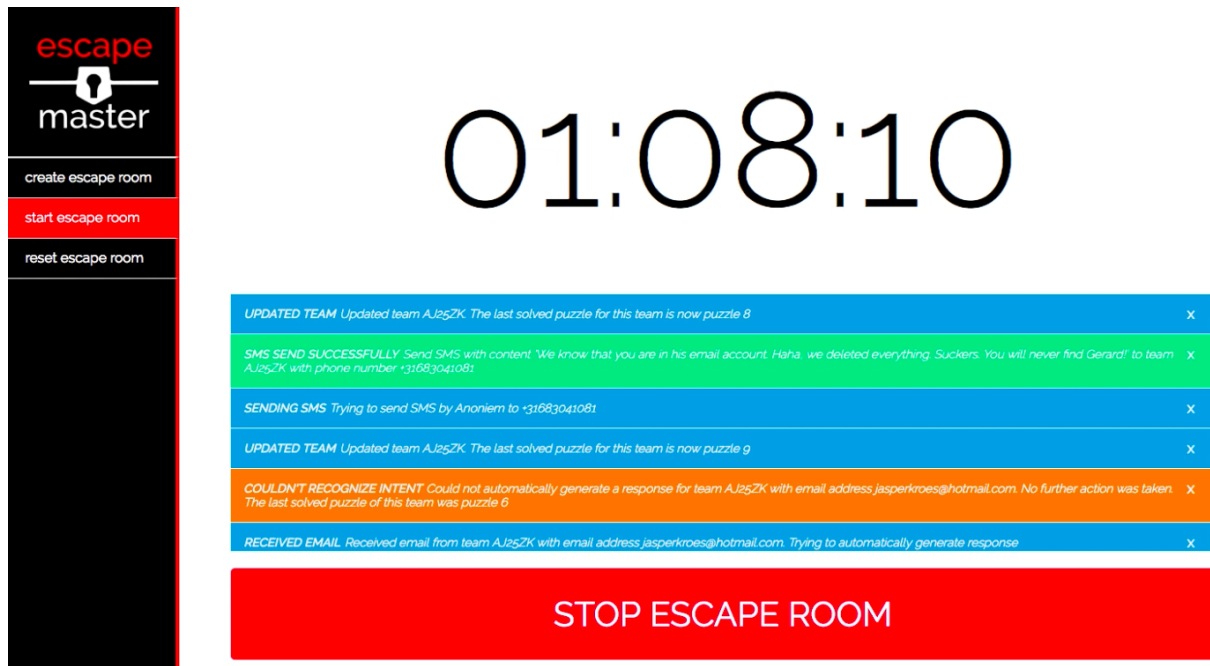 escape
master
create escape room
start escape room
reset escape room
01:08:10
UPDATED TEAM Updated team AJ25ZK. The last solved puzzle for this team is now puzzle 8 x
SMS SEND SUCCESSFULLY Send SMS with content 'We know that you are in his email account. Haha, we deleted everything. Suckers. You will never find Gerard!' to team x
AJ25ZK with phone number +31683041081
SENDING SMS Trying to send SMS by Anoniem to +31683041081 x
UPDATED TEAM Updated team AJ25ZK. The last solved puzzle for this team is now puzzle 9 x
COULDN'T RECOGNIZE INTENT Could not automatically generate a response for team AJ25ZK with email address jasperkroes@hotmail.com. No further action was taken. x
The last solved puzzle of this team was puzzle 6
RECEIVED EMAIL Received email from team AJ25ZK with email address jasperkroes@hotmail.com. Trying to automatically generate response x
STOP ESCAPE ROOM